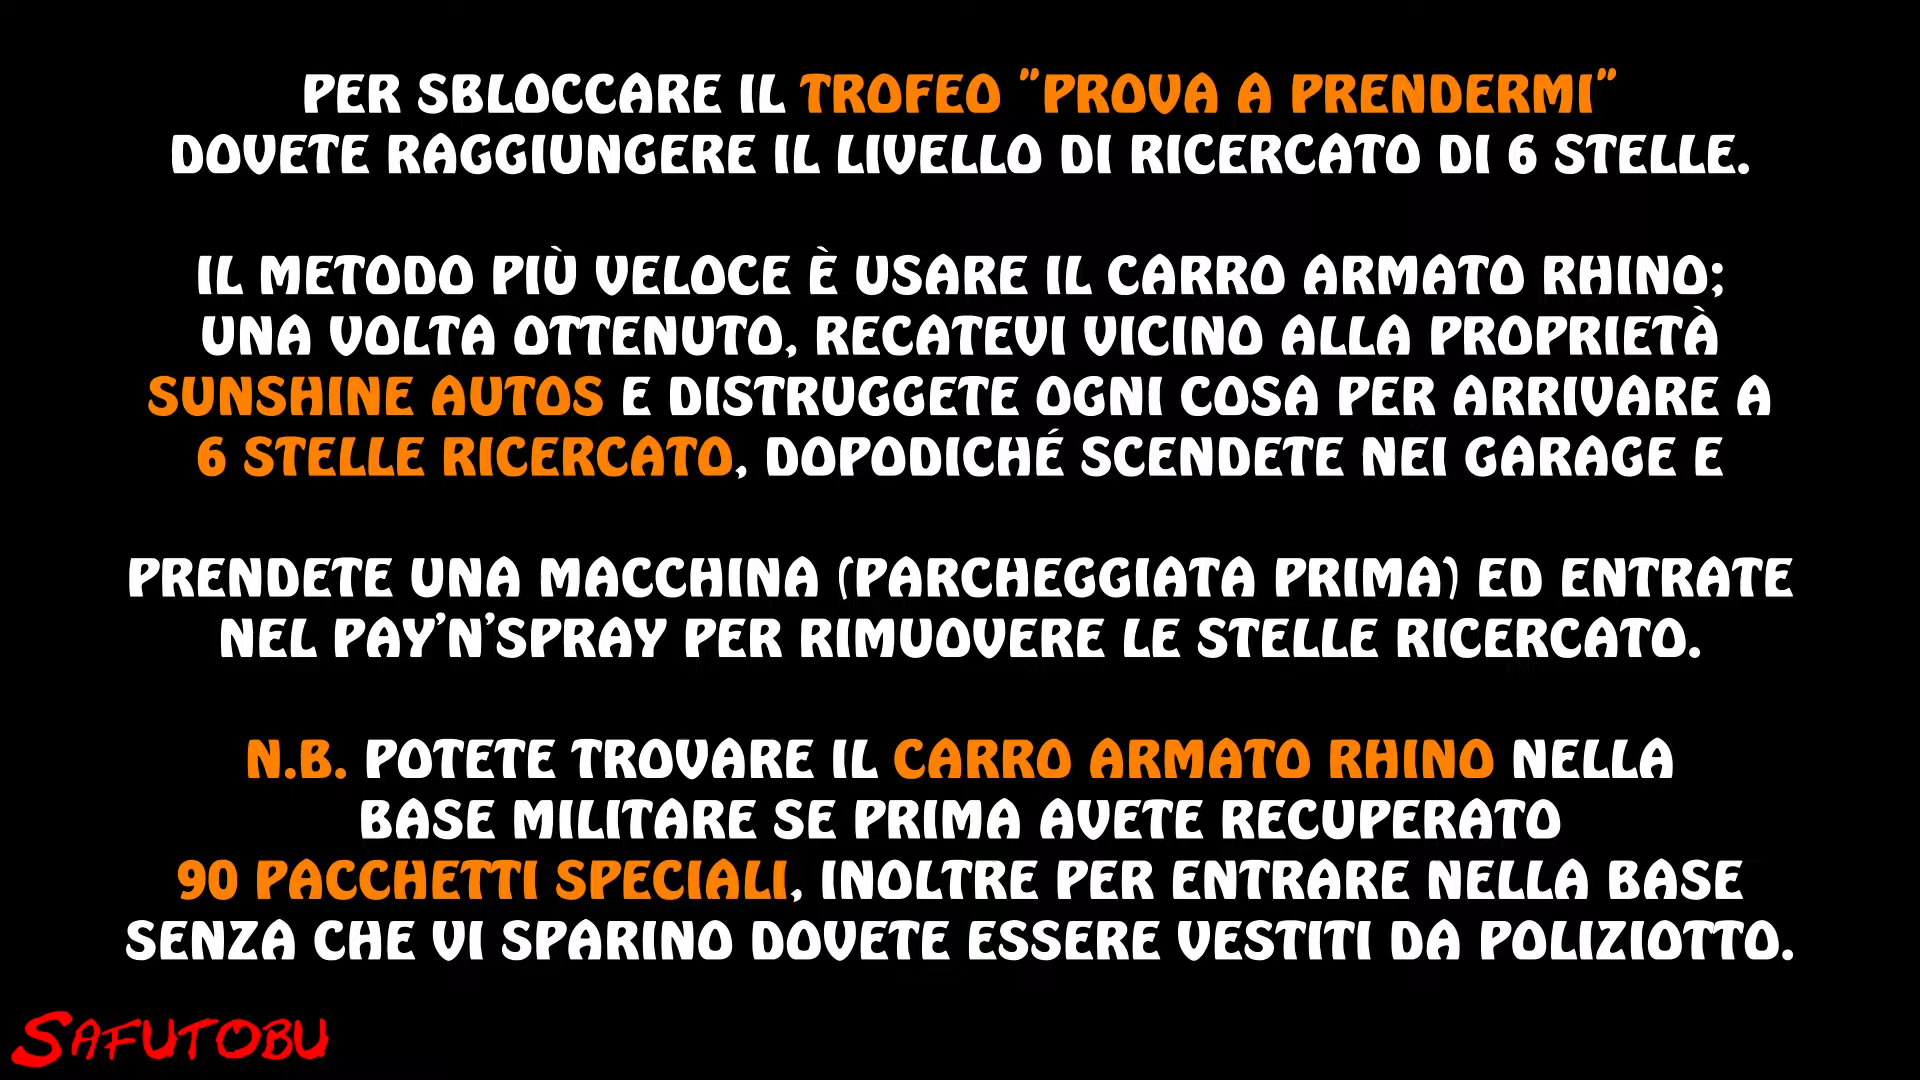 PER SBLOCCARE IL TROFEO "PROVA A PRENDERMI"
DOVETE RAGGIUNGERE IL LIVELLO DI RICERCATO DI 6 STELLE.
IL METODO PIÙ VELOCE È USARE IL CARRO ARMATO RHINO;
UNA VOLTA OTTENUTO, RECATEVI VICINO ALLA PROPRIETÀ
SUNSHINE AUTOS E DISTRUGGETE OGNI COSA PER ARRIVARE A
6 STELLE RICERCATO, DOPODICHÉ SCENDETE NEI GARAGE E
PRENDETE UNA MACCHINA (PARCHEGGIATA PRIMA) ED ENTRATE
NEL PAY'N'SPRAY PER RIMUOVERE LE STELLE RICERCATO.
N.B. POTETE TROVARE IL CARRO ARMATO RHINO NELLA
BASE MILITARE SE PRIMA AVETE RECUPERATO
90 PACCHETTI SPECIALI, INOLTRE PER ENTRARE NELLA BASE
SENZA CHE VI SPARINO DOVETE ESSERE VESTITI DA POLIZIOTTO.
SAFUTOBU